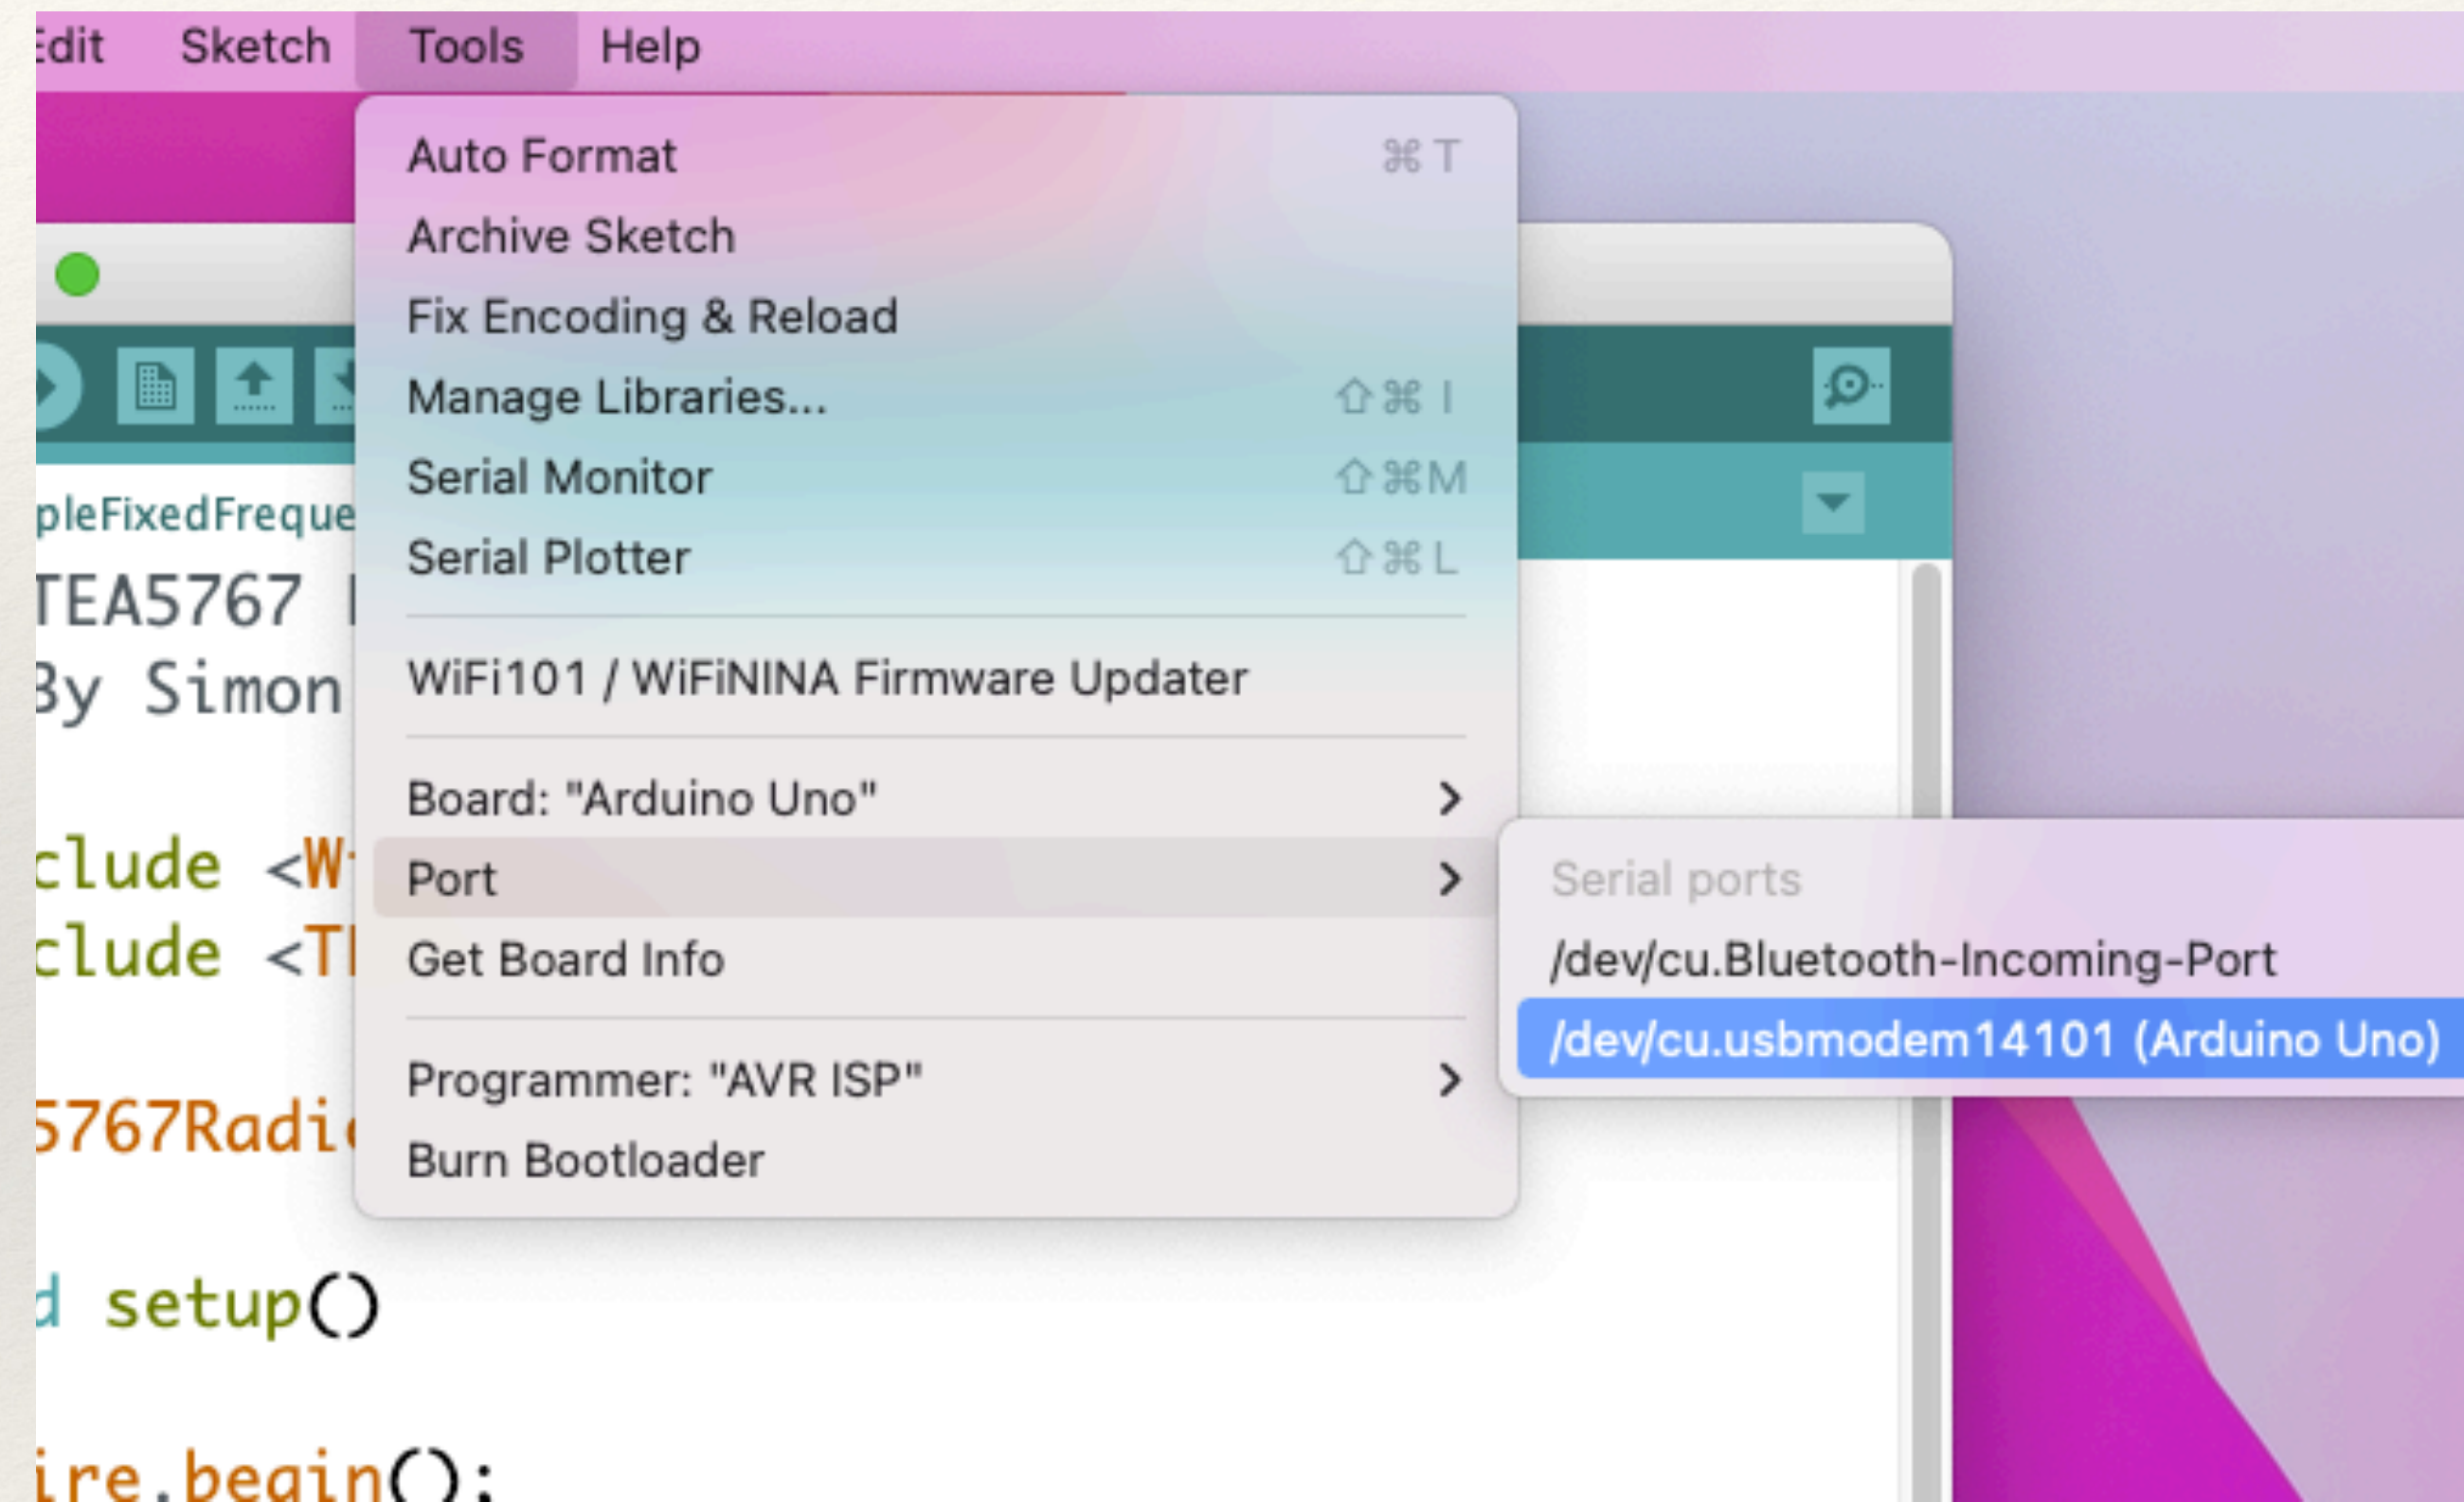 Edit Sketch Tools Help
Auto Format ⌘T
Archive Sketch
Fix Encoding & Reload
Manage Libraries... ⇧⌘I
Serial Monitor ⇧⌘M
Serial Plotter ⇧⌘L
WiFi101 / WiFiNINA Firmware Updater
Board: "Arduino Uno"
Port
Get Board Info
Programmer: "AVR ISP"
Burn Bootloader
Serial ports
/dev/cu.Bluetooth-Incoming-Port
/dev/cu.usbmodem14101 (Arduino Uno)
pleFixedFreque
TEA5767
By Simon
clude <W
clude <T
5767Radi
d setup()
ire.begin();